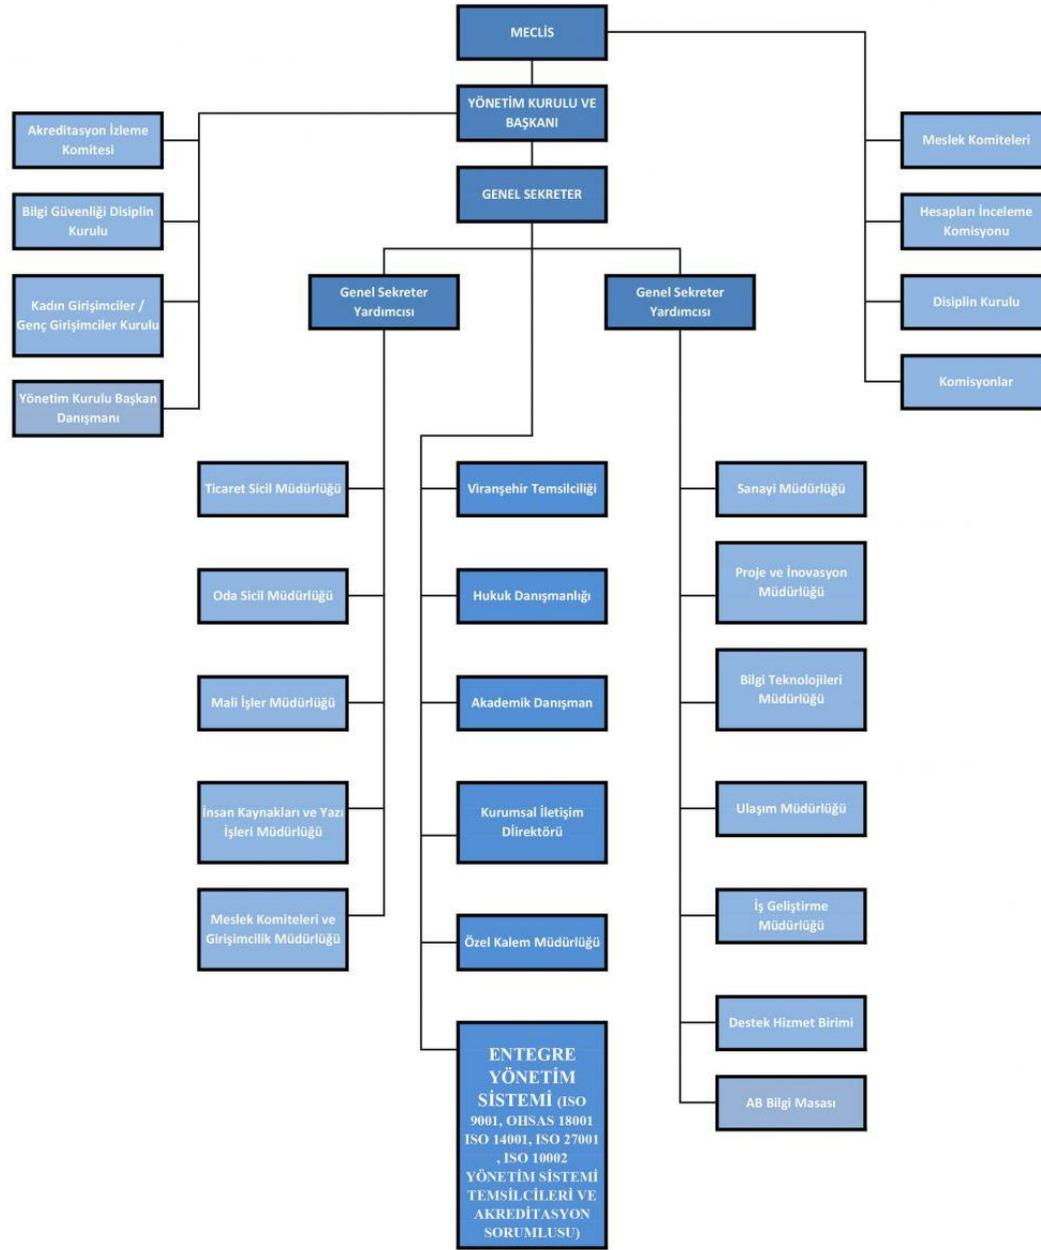 MECLİS
YÖNETİM KURULU VE
BAŞKANI
GENEL SEKRETER
Akreditasyon İzleme
Komitesi
Bilgi Güvenliği Disiplin
Kurulu
Kadın Girişimciler /
Genç Girişimciler Kurulu
Yönetim Kurulu Başkan
Danışmanı
Meslek Komiteleri
Hesapları İnceleme
Komisyonu
Disiplin Kurulu
Komisyonlar
Genel Sekreter
Yardımcısı
Genel Sekreter
Yardımcısı
Ticaret Sicil Müdürlüğü
Oda Sicil Müdürlüğü
Mali İşler Müdürlüğü
İnsan Kaynakları ve Yazı
İşleri Müdürlüğü
Meslek Komiteleri ve
Girişimcilik Müdürlüğü
Viranşehir Temsilciliği
Hukuk Danışmanlığı
Akademik Danışman
Kurumsal İletişim
Dİirektörü
Özel Kalem Müdürlüğü
ENTEGRE
YÖNETİM
SİSTEMİ (ISO
9001, OHSAS 18001
ISO 14001, ISO 27001
, ISO 10002
YÖNETİM SİSTEMİ
TEMSİLCİLERİ VE
AKREDİTASYON
SORUMLUSU)
Sanayi Müdürlüğü
Proje ve İnovasyon
Müdürlüğü
Bilgi Teknolojileri
Müdürlüğü
Ulaşım Müdürlüğü
İş Geliştirme
Müdürlüğü
Destek Hizmet Birimi
AB Bilgi Masası